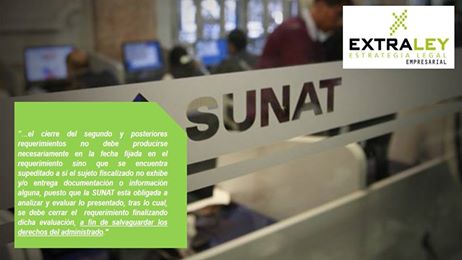 EXTRALEY
ESTRATEGIA LEGAL
EMPRESARIAL
SUNAT
"...el cierre del segundo y posteriores
requerimientos no debe producirse
necesariamente en la fecha fijada en el
requerimiento sino que se encuentra
supeditado a si el sujeto fiscalizado no exhibe
y/o entrega documentación o información
alguna, puesto que la SUNAT esta obligada a
analizar y evaluar lo presentado, tras lo cual,
se debe cerrar el requerimiento finalizando
dicha evaluación, a fin de salvaguardar los
derechos del administrado."